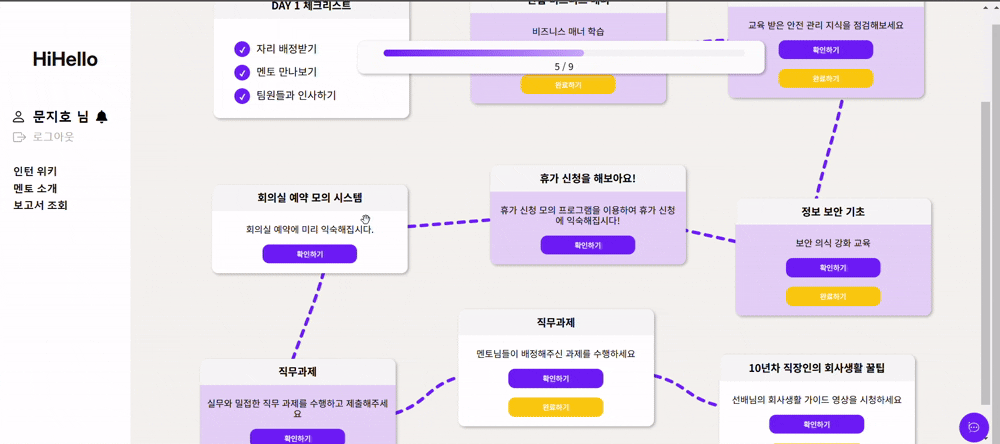 HiHello
문지호 님
로그아웃
인턴 위키
멘토 소개
보고서 조회
DAY 1 체크리스트
자리 배정받기
멘토 만나보기
팀원들과 인사하기
비즈니스 매너 학습
완료하기
5 / 9
교육 받은 안전 관리 지식을 점검해보세요
확인하기
완료하기
회의실 예약 모의 시스템
회의실 예약에 미리 익숙해집시다.
확인하기
휴가 신청을 해보아요!
휴가 신청 모의 프로그램을 이용하여 휴가 신청
에 익숙해집시다!
확인하기
정보 보안 기초
보안 의식 강화 교육
확인하기
완료하기
직무과제
실무와 밀접한 직무 과제를 수행하고 제출해주세
요
확인하기
직무과제
멘토님들이 배정해주신 과제를 수행하세요
확인하기
완료하기
10년차 직장인의 회사생활 꿀팁
선배님의 회사생활 가이드 영상을 시청하세요
확인하기